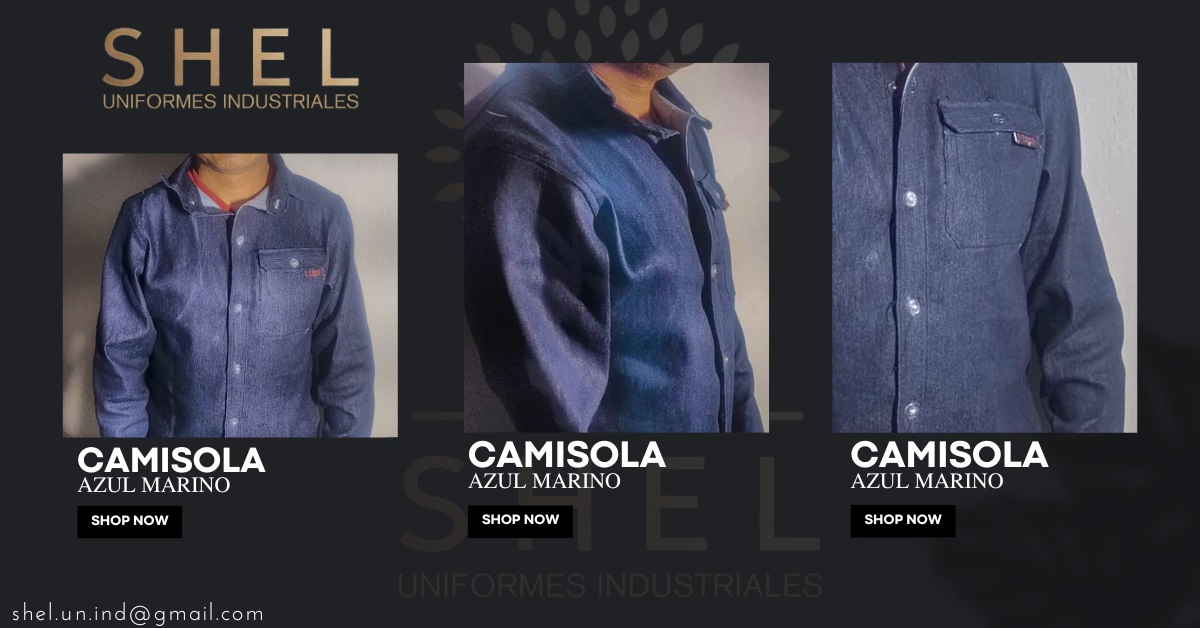 SHEL
UNIFORMES INDUSTRIALES
CAMISOLA
AZUL MARINO
SHOP NOW
CAMISOLA
AZUL MARINO
SHOP NOW
CAMISOLA
AZUL MARINO
SHOP NOW
SHEL
UNIFORMES INDUSTRIALES
shel.un.ind@gmail.com